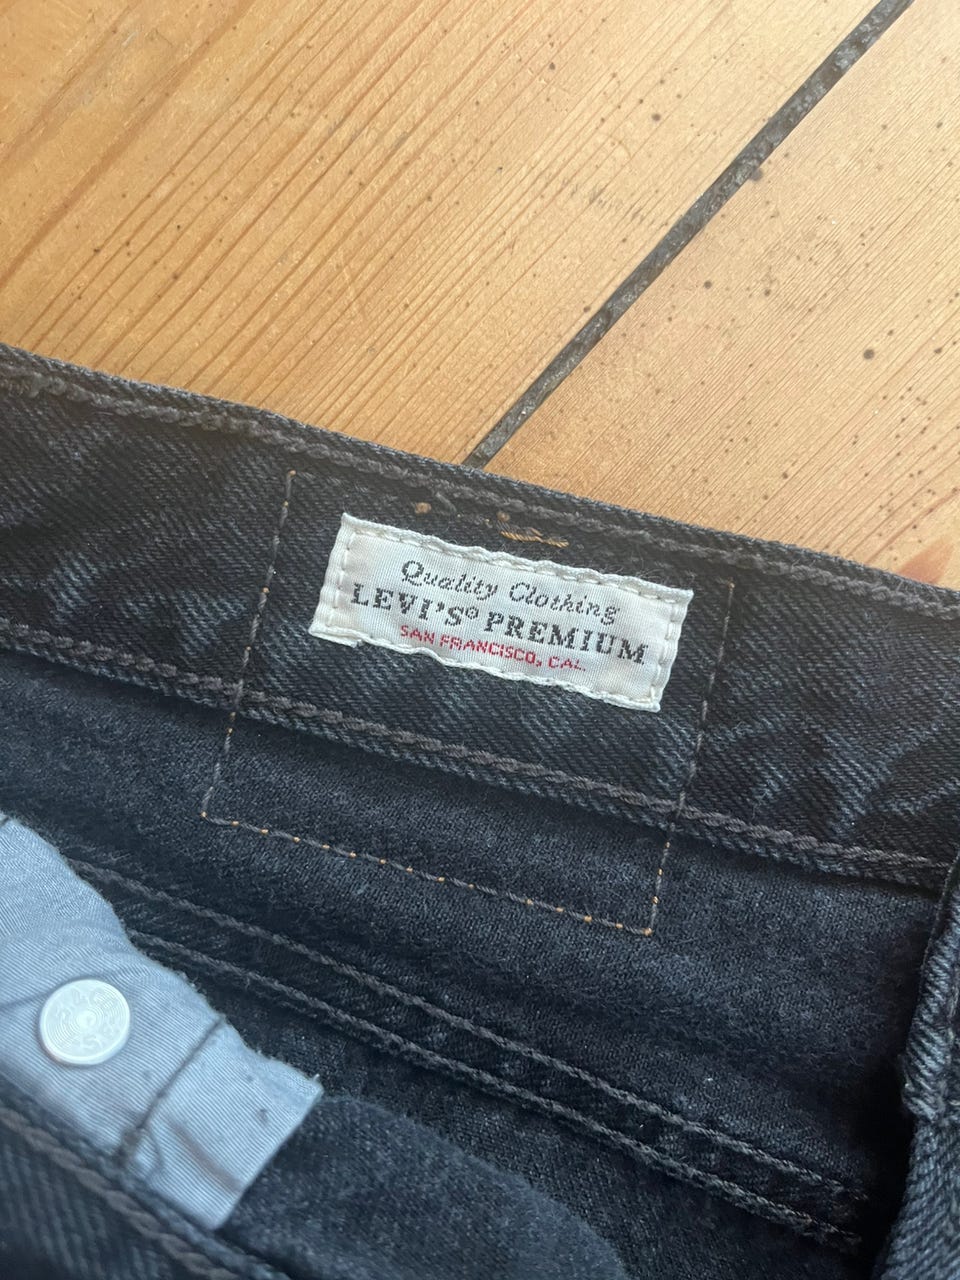 Quality Clothing
LEVI'S® PREMIUM
SAN FRANCISCO, CAL.